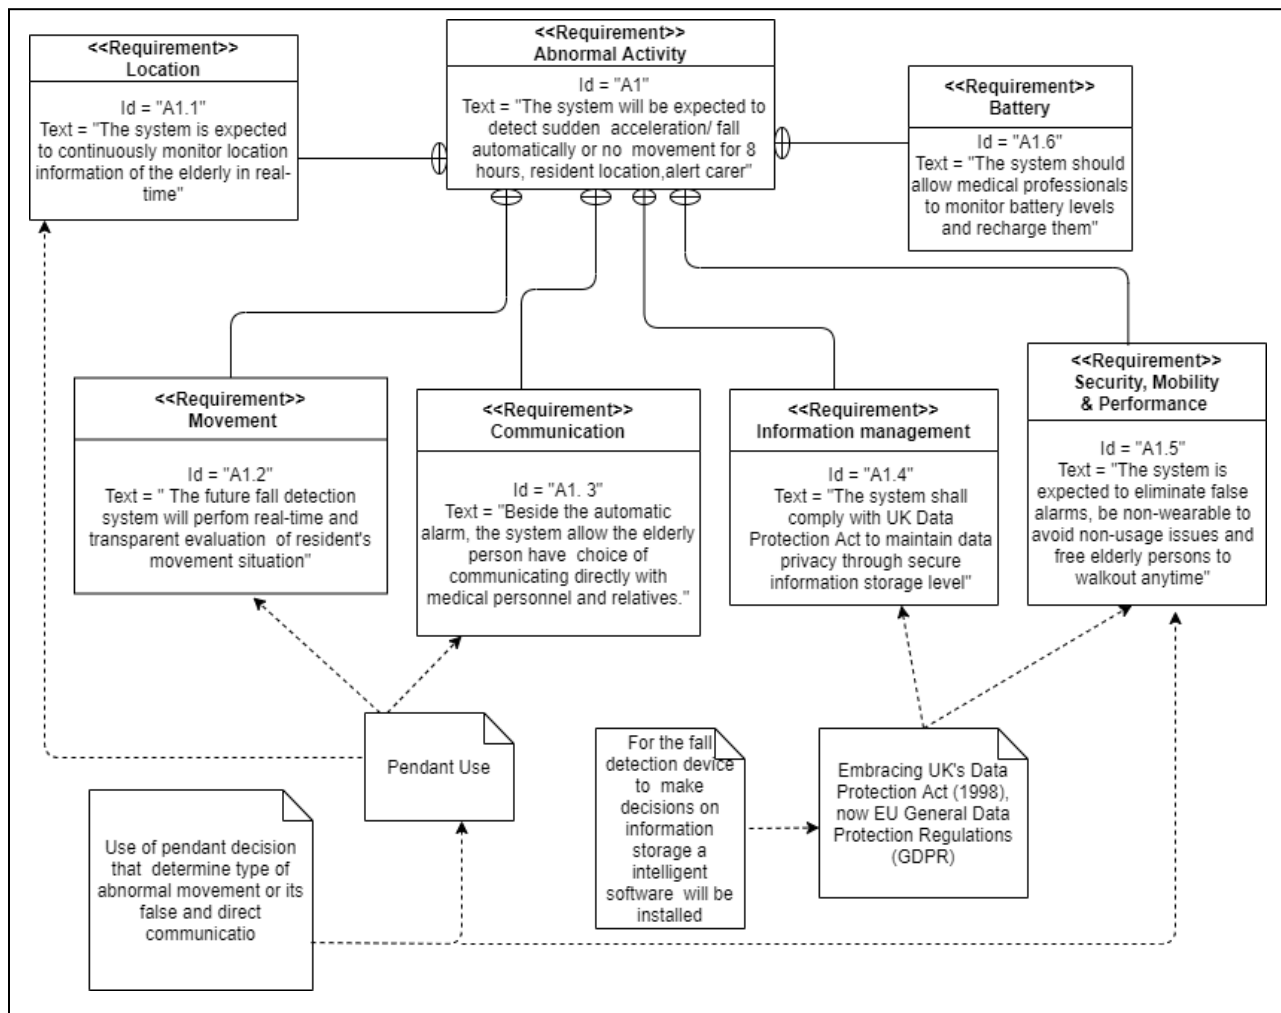 <<Requirement>>
Location
Id = "A1.1"
Text = "The system is expected
to continuously monitor location
information of the elderly in real-
time"
<<Requirement>>
Abnormal Activity
Id = "A1"
Text = "The system will be expected to
detect sudden acceleration/ fall
automatically or no movement for 8
hours, resident location,alert carer"
<<Requirement>>
Battery
Id = "A1.6"
Text = "The system should
allow medical professionals
to monitor battery levels
and recharge them"
<<Requirement>>
Movement
Id = "A1.2"
Text = " The future fall detection
system will perfom real-time and
transparent evaluation of resident's
movement situation"
<<Requirement>>
Communication
Id = "A1. 3"
Text = "Beside the automatic
alarm, the system allow the elderly
person have choice of
communicating directly with
medical personnel and relatives."
<<Requirement>>
Information management
Id = "A1.4"
Text = "The system shall
comply with UK Data
Protection Act to maintain data
privacy through secure
information storage level"
<<Requirement>>
Security, Mobility
& Performance
Id = "A1.5"
Text = "The system is
expected to eliminate false
alarms, be non-wearable to
avoid non-usage issues and
free elderly persons to
walkout anytime"
Pendant Use
Use of pendant decision
that determine type of
abnormal movement or its
false and direct
communicatio
For the fall
detection device
to make
decisions on
information
storage a
intelligent
software will be
installed
Embracing UK's Data
Protection Act (1998),
now EU General Data
Protection Regulations
(GDPR)